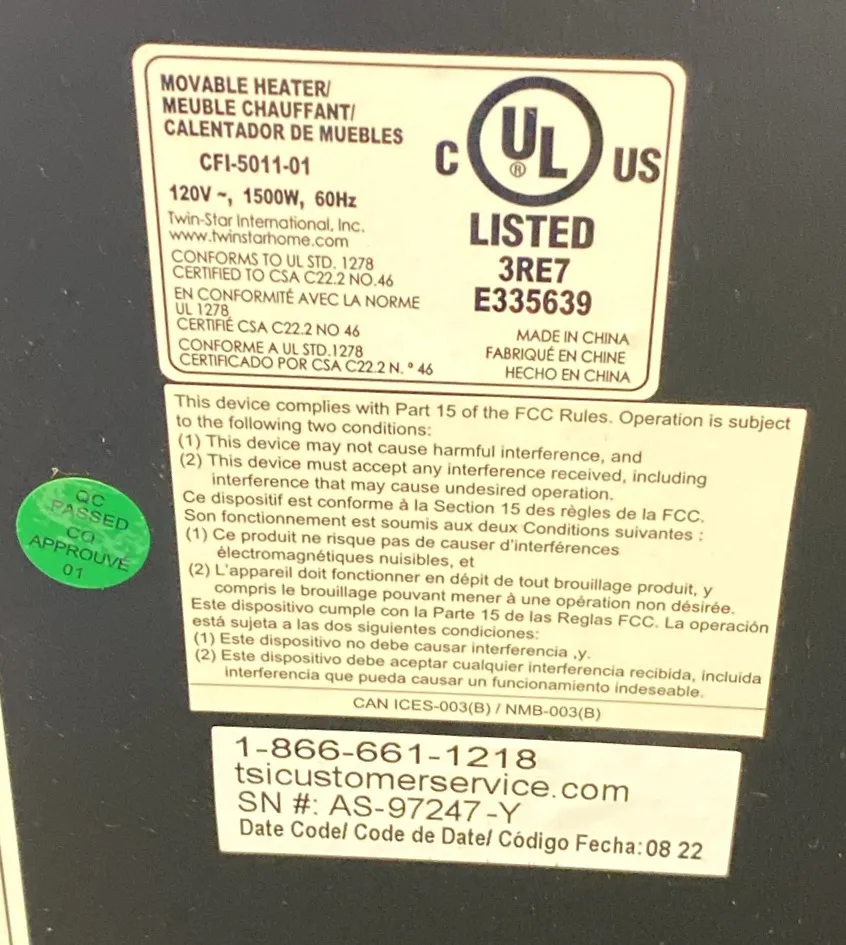 MOVABLE HEATER/
MEUBLE CHAUFFANT/
CALENTADOR DE MUEBLES
CFI-5011-01
120V ~, 1500W, 60Hz
Twin-Star International, Inc.
www.twinstarhome.com
CONFORMS TO UL STD. 1278
CERTIFIED TO CSA C22.2 NO.46
EN CONFORMITÉ AVEC LA NORME
UL 1278
CERTIFIÉ CSA C22.2 NO 46
CONFORME A UL STD.1278
CERTIFICADO POR CSA C22.2 N. ° 46
C UL ® US
LISTED
3RE7
E335639
MADE IN CHINA
FABRIQUÉ EN CHINE
HECHO EN CHINA
This device complies with Part 15 of the FCC Rules. Operation is subject
to the following two conditions:
(1) This device may not cause harmful interference, and
(2) This device must accept any interference received, including
interference that may cause undesired operation.
Ce dispositif est conforme à la Section 15 des règles de la FCC.
Son fonctionnement est soumis aux deux Conditions suivantes :
(1) Ce produit ne risque pas de causer d'interférences
électromagnétiques nuisibles, et
(2) L'appareil doit fonctionner en dépit de tout brouillage produit, y
compris le brouillage pouvant mener à une opération non désirée.
Este dispositivo cumple con la Parte 15 de las Reglas FCC. La operación
está sujeta a las dos siguientes condiciones:
(1) Este dispositivo no debe causar interferencia ,y.
(2) Este dispositivo debe aceptar cualquier interferencia recibida, incluida
interferencia que pueda causar un funcionamiento indeseable.
CAN ICES-003(B) / NMB-003(B)
QC
PASSED
CQ
APPROUVÉ
01
1-866-661-1218
tsicustomerservice.com
SN #: AS-97247-Y
Date Code/ Code de Date/ Código Fecha: 08 22